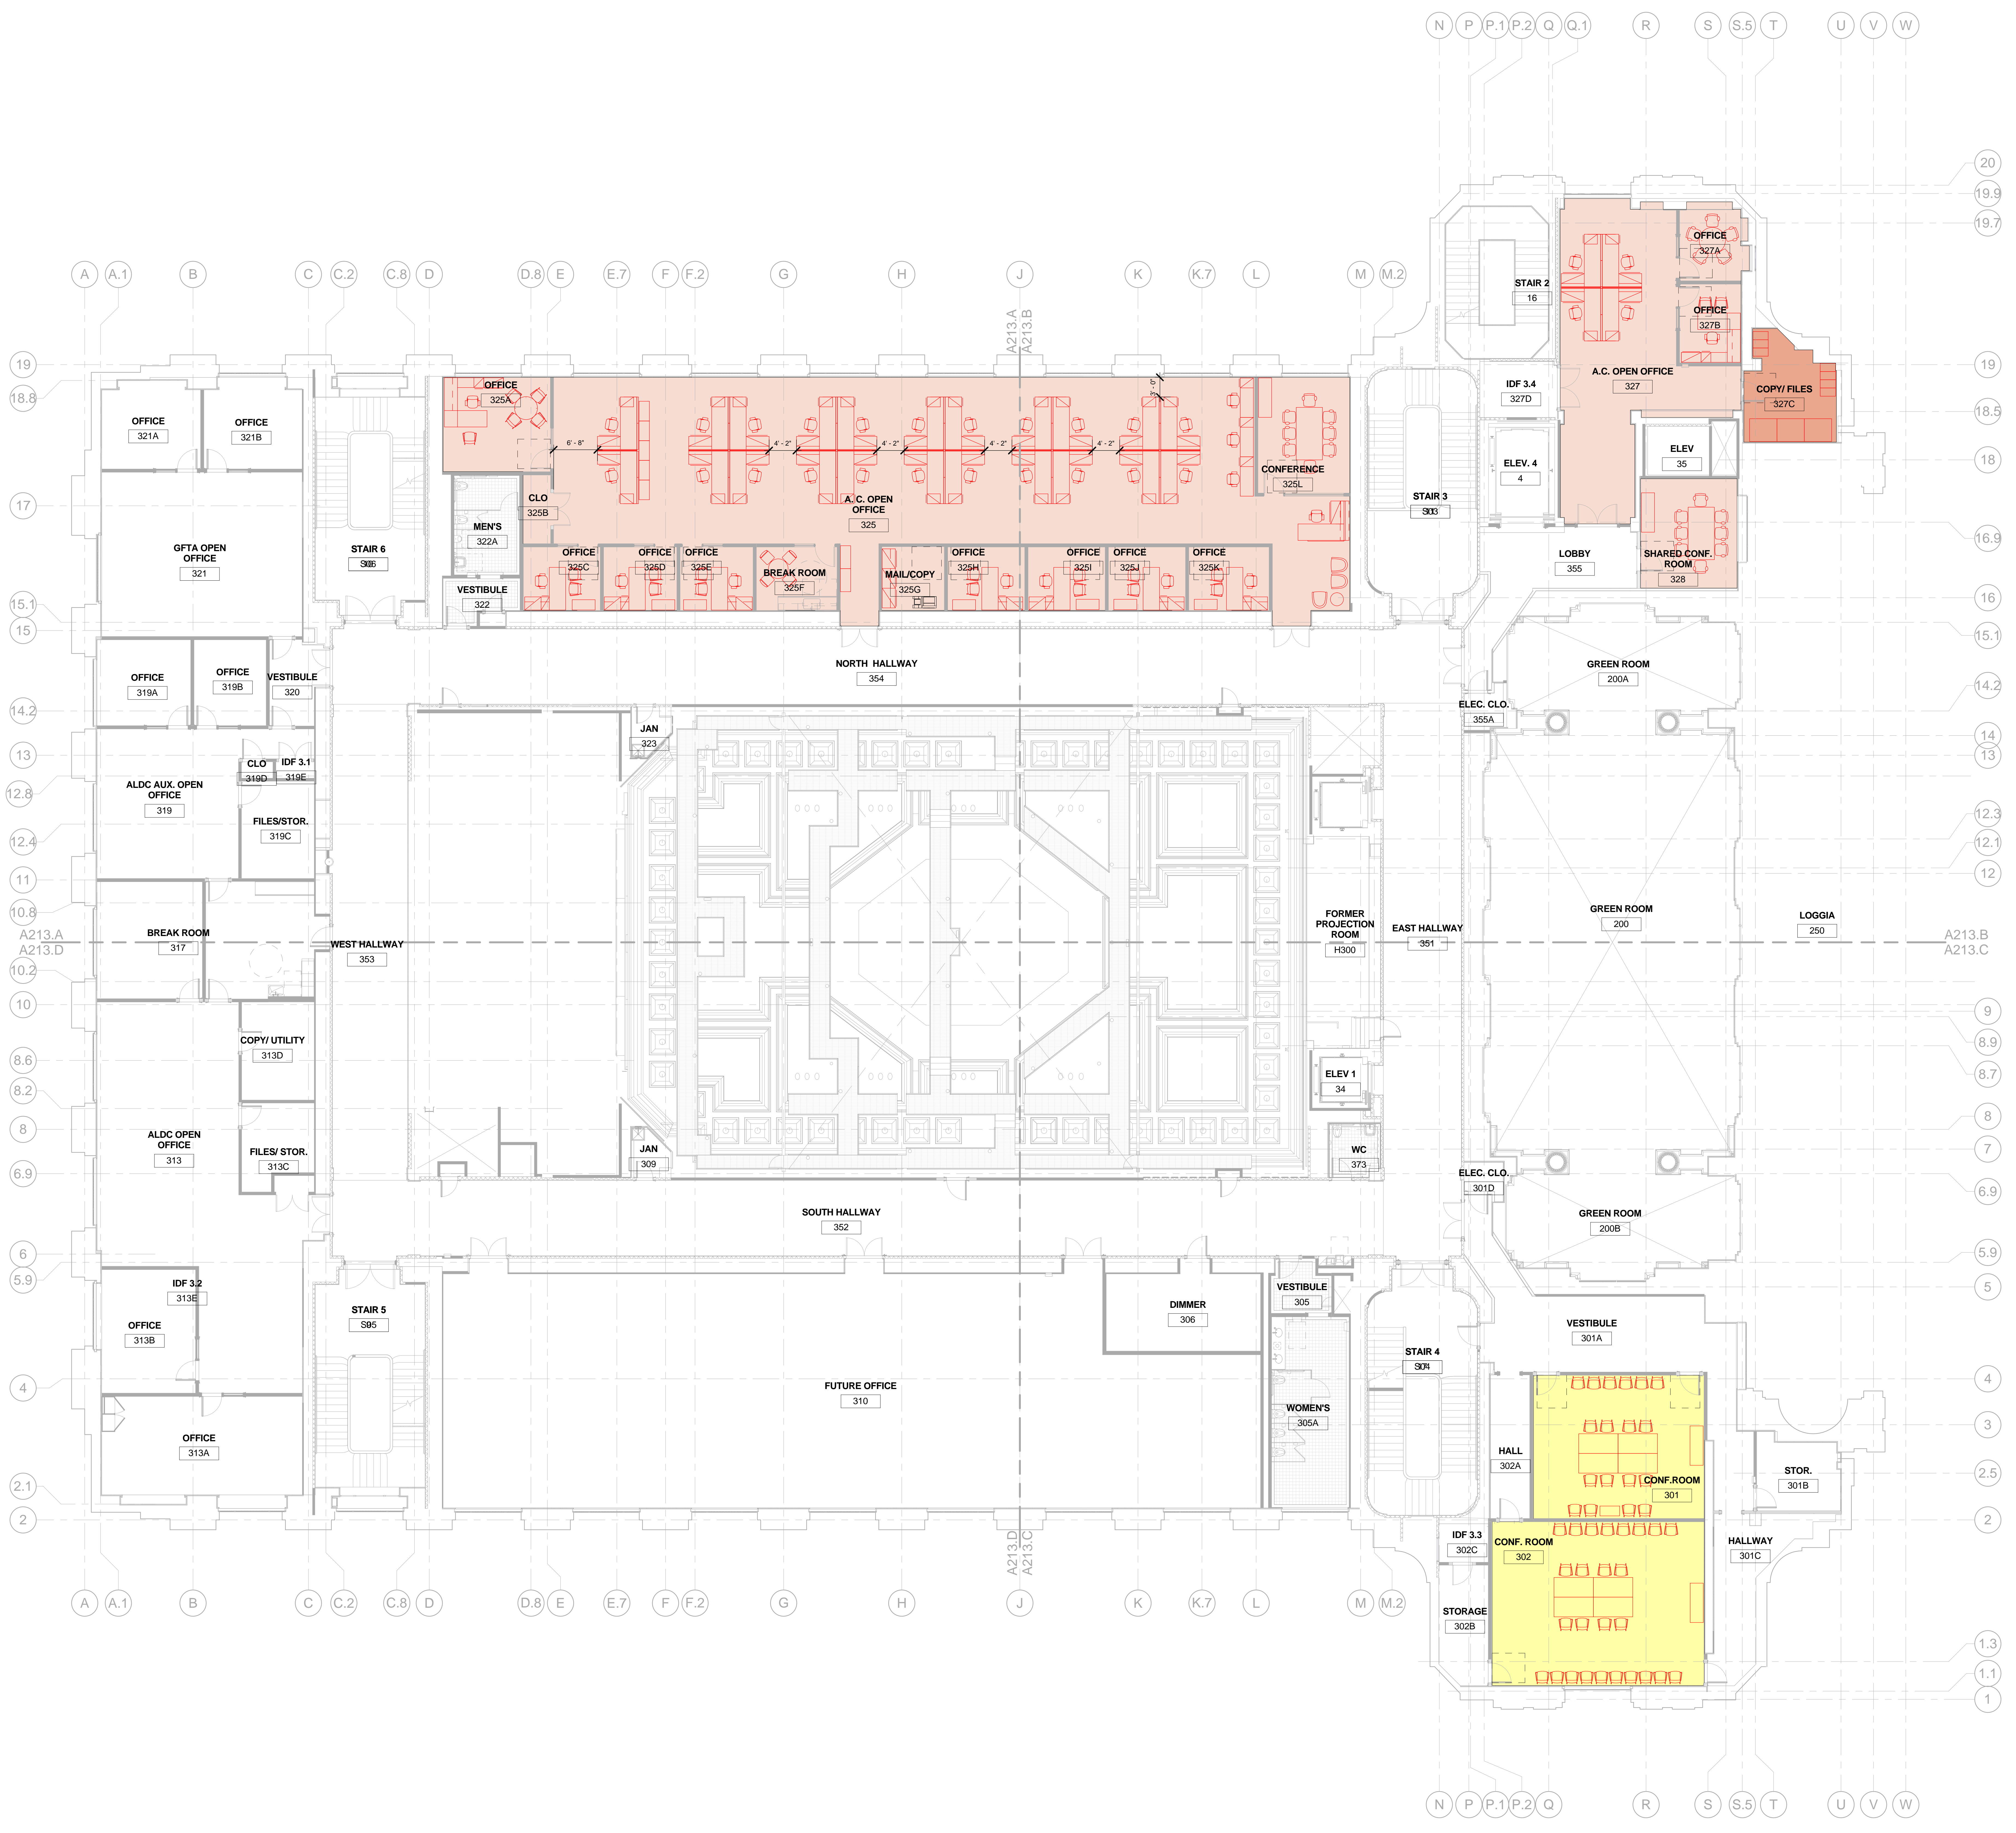 N P P.1 P.2 Q Q.1 R S S.5 T U V W
20
19.9
19.7
OFFICE
327A
A A.1 B C C.2 C.8 D D.8 E E.7 F F.2 G H J K K.7 L M M.2
STAIR 2
16
OFFICE
327B
A213.A
A213.B
19
19
18.8
18.5
OFFICE
321A
OFFICE
321B
OFFICE
325A
3' - 0"
IDF 3.4
327D
A.C. OPEN OFFICE
327
COPY/ FILES
327C
6' - 8"
4' - 2"
4' - 2"
4' - 2"
4' - 2"
ELEV
35
18
ELEV. 4
4
CONFERENCE
325L
17
CLO
325B
A. C. OPEN
OFFICE
325
STAIR 3
MEN'S
322A
16.9
GFTA OPEN
OFFICE
321
STAIR 6
OFFICE
325C
OFFICE
325D
OFFICE
325E
BREAK ROOM
325F
MAIL/COPY
325G
OFFICE
325H
OFFICE
325I
OFFICE
325J
OFFICE
325K
LOBBY
355
SHARED CONF.
ROOM
328
VESTIBULE
322
16
15.1
15
15.1
NORTH HALLWAY
354
GREEN ROOM
200A
OFFICE
319A
OFFICE
319B
VESTIBULE
320
14.2
14.2
ELEC. CLO.
355A
JAN
323
14
13
13
CLO
319D
IDF 3.1
319E
12.8
ALDC AUX. OPEN
OFFICE
319
FILES/STOR.
319C
12.3
12.4
12.1
11
12
10.8
BREAK ROOM
317
FORMER
PROJECTION
ROOM
H300
EAST HALLWAY
351
GREEN ROOM
200
LOGGIA
250
A213.A
A213.D
WEST HALLWAY
353
A213.B
A213.C
10.2
10
9
COPY/ UTILITY
313D
8.9
8.6
8.7
ELEV 1
34
8.2
8
8
ALDC OPEN
OFFICE
313
FILES/ STOR.
313C
JAN
309
WC
373
7
6.9
ELEC. CLO.
301D
6.9
SOUTH HALLWAY
352
GREEN ROOM
200B
6
5.9
5.9
IDF 3.2
313E
VESTIBULE
305
5
OFFICE
313B
STAIR 5
DIMMER
306
VESTIBULE
301A
STAIR 4
4
FUTURE OFFICE
310
4
WOMEN'S
305A
3
OFFICE
313A
HALL
302A
CONF.ROOM
301
STOR.
301B
2.5
2.1
2
2
A213.D
A213.C
IDF 3.3
302C
CONF. ROOM
302
HALLWAY
301C
A A.1 B C C.2 C.8 D D.8 E E.7 F F.2 G H J K K.7 L M M.2
STORAGE
302B
1.3
1.1
1
N P P.1 P.2 Q R S S.5 T U V W